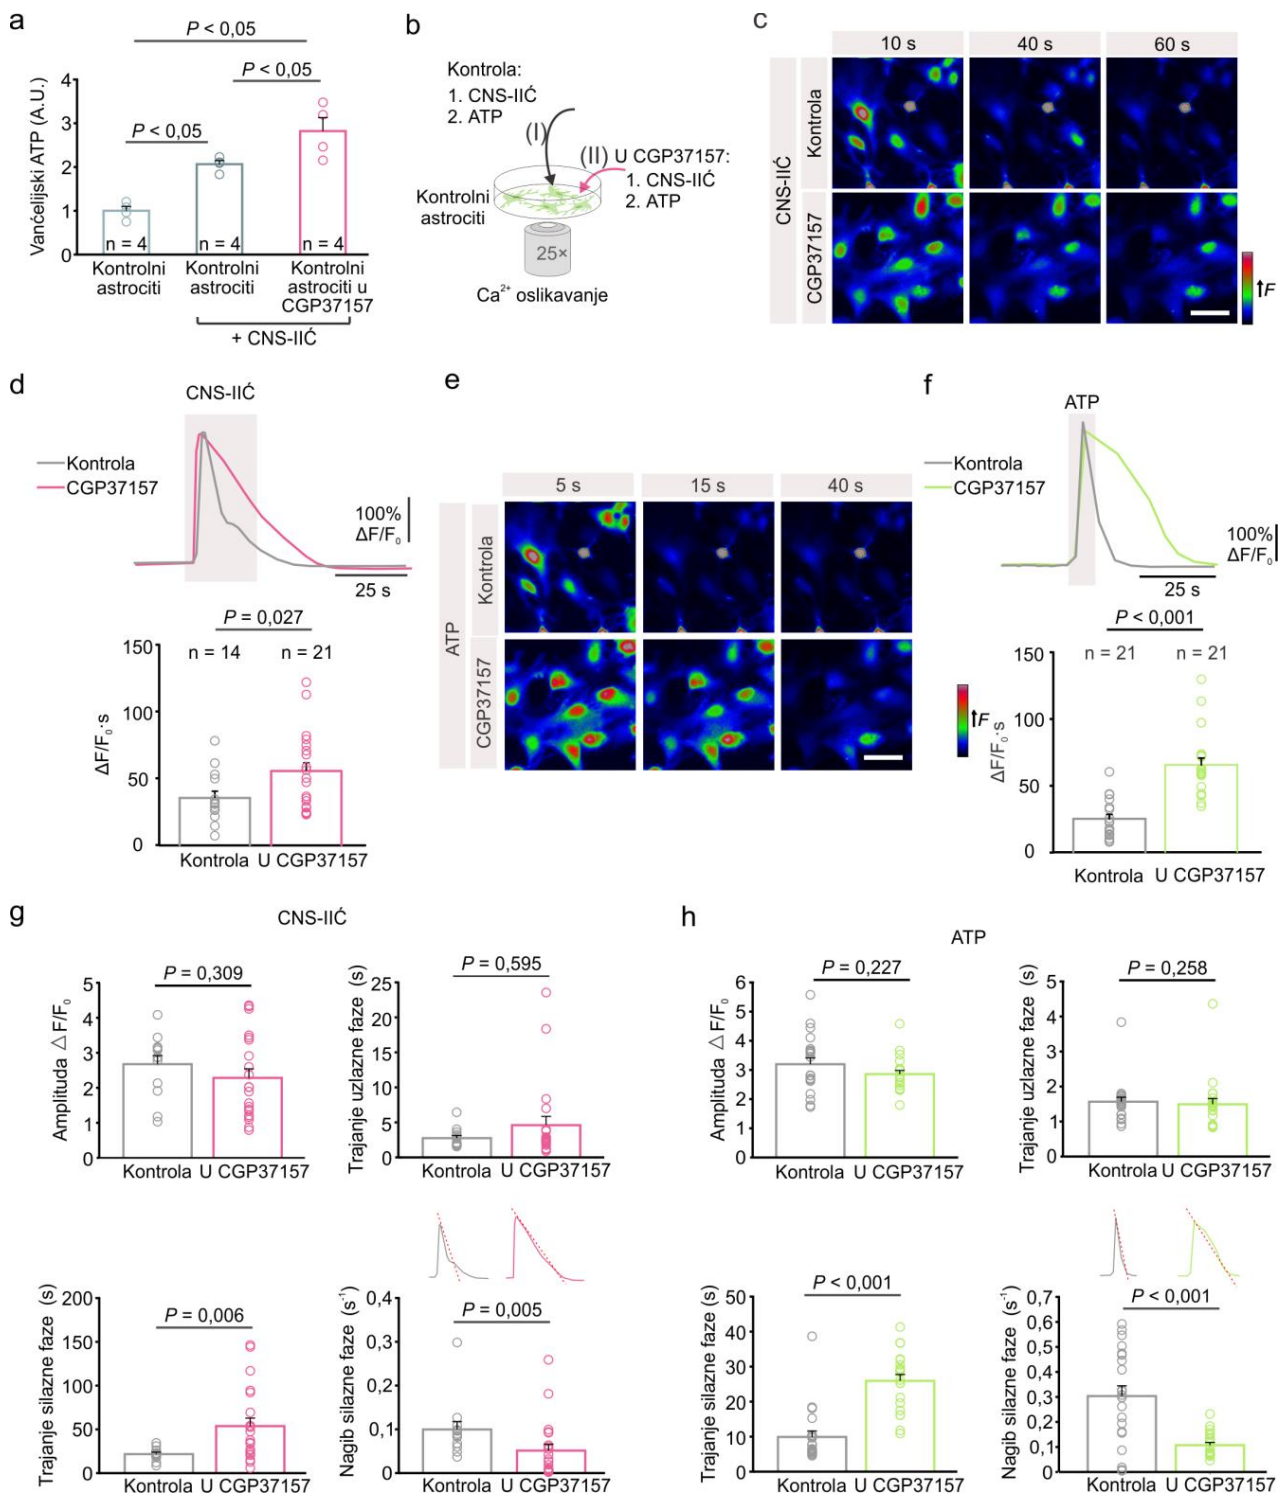 a
P < 0,05
P < 0,05
P < 0,05
Vanćelijski ATP (A.U.)
4
3
2
1
0
n = 4
n = 4
n = 4
Kontrolni astrociti
Kontrolni astrociti
Kontrolni astrociti u CGP37157
+ CNS-IIĆ
b
Kontrola:
1. CNS-IIĆ
2. ATP
(I)
(II) U CGP37157:
1. CNS-IIĆ
2. ATP
Kontrolni
astrociti
25×
Ca²⁺ oslikavanje
c
10 s
40 s
60 s
CNS-IIĆ
Kontrola
CGP37157
↑F
d
CNS-IIĆ
Kontrola
CGP37157
100%
ΔF/F₀
25 s
P = 0,027
n = 14
n = 21
ΔF/F₀·s
150
100
50
0
Kontrola
U CGP37157
e
5 s
15 s
40 s
ATP
Kontrola
CGP37157
↑F
f
ATP
Kontrola
CGP37157
100%
ΔF/F₀
25 s
P < 0,001
n = 21
n = 21
ΔF/F₀·s
150
100
50
0
Kontrola
U CGP37157
g
CNS-IIĆ
P = 0,309
Amplituda △F/F₀
5
4
3
2
1
0
Kontrola
U CGP37157
P = 0,595
Trajanje uzlazne faze (s)
25
20
15
10
5
0
Kontrola
U CGP37157
P = 0,006
Trajanje silazne faze (s)
200
150
100
50
0
Kontrola
U CGP37157
P = 0,005
Nagib silazne faze (s⁻¹)
0,4
0,3
0,2
0,1
0
Kontrola
U CGP37157
h
ATP
P = 0,227
Amplituda △F/F₀
6
5
4
3
2
1
0
Kontrola
U CGP37157
P = 0,258
Trajanje uzlazne faze (s)
5
4
3
2
1
0
Kontrola
U CGP37157
P < 0,001
Trajanje silazne faze (s)
50
40
30
20
10
0
Kontrola
U CGP37157
P < 0,001
Nagib silazne faze (s⁻¹)
0,7
0,6
0,5
0,4
0,3
0,2
0,1
0
Kontrola
U CGP37157